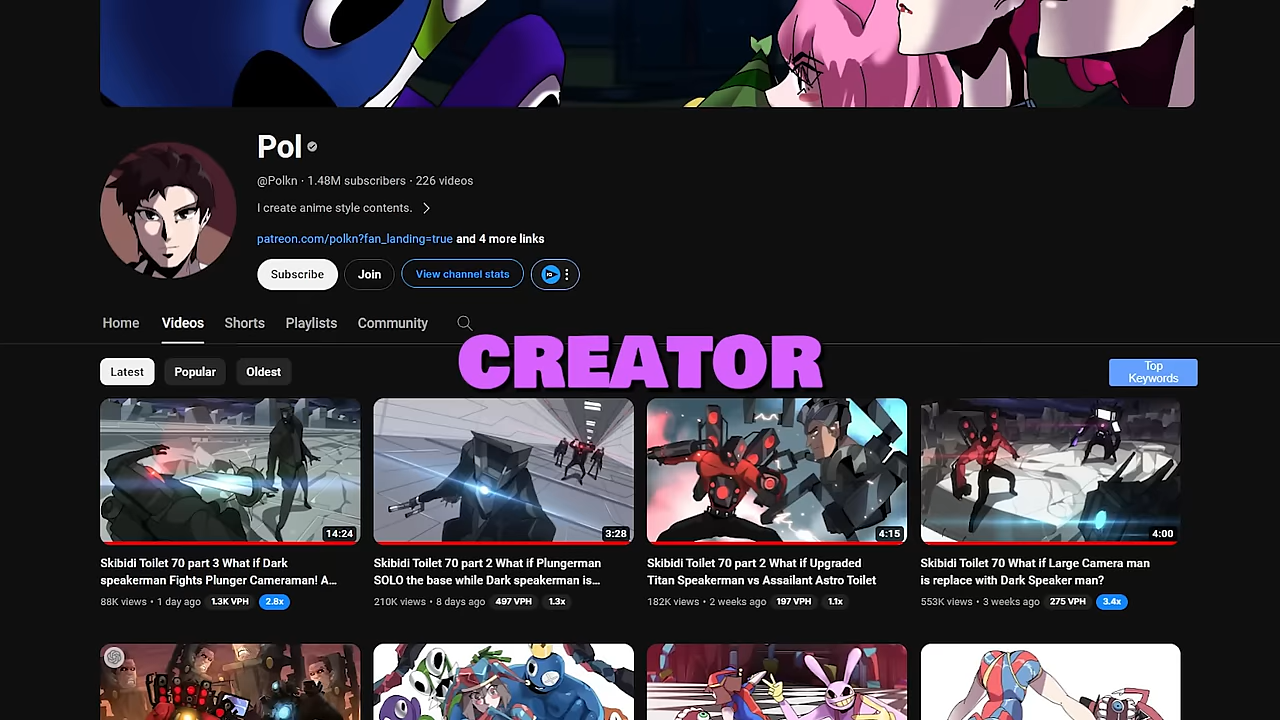 Pol
@Polkn · 1.48M subscribers · 226 videos
I create anime style contents.
patreon.com/polkn?fan_landing=true and 4 more links
Subscribe
Join
View channel stats
Home
Videos
Shorts
Playlists
Community
CREATOR
Latest
Popular
Oldest
Top
Keywords
14:24
3:28
4:15
4:00
Skibidi Toilet 70 part 3 What if Dark
speakerman Fights Plunger Cameraman! A...
88K views • 1 day ago 1.3K VPH 2.8x
Skibidi Toilet 70 part 2 What if Plungerman
SOLO the base while Dark speakerman is...
210K views • 8 days ago 497 VPH 1.3x
Skibidi Toilet 70 part 2 What if Upgraded
Titan Speakerman vs Assailant Astro Toilet
182K views • 2 weeks ago 197 VPH 1.1x
Skibidi Toilet 70 What if Large Camera man
is replace with Dark Speaker man?
553K views • 3 weeks ago 275 VPH 3.4x